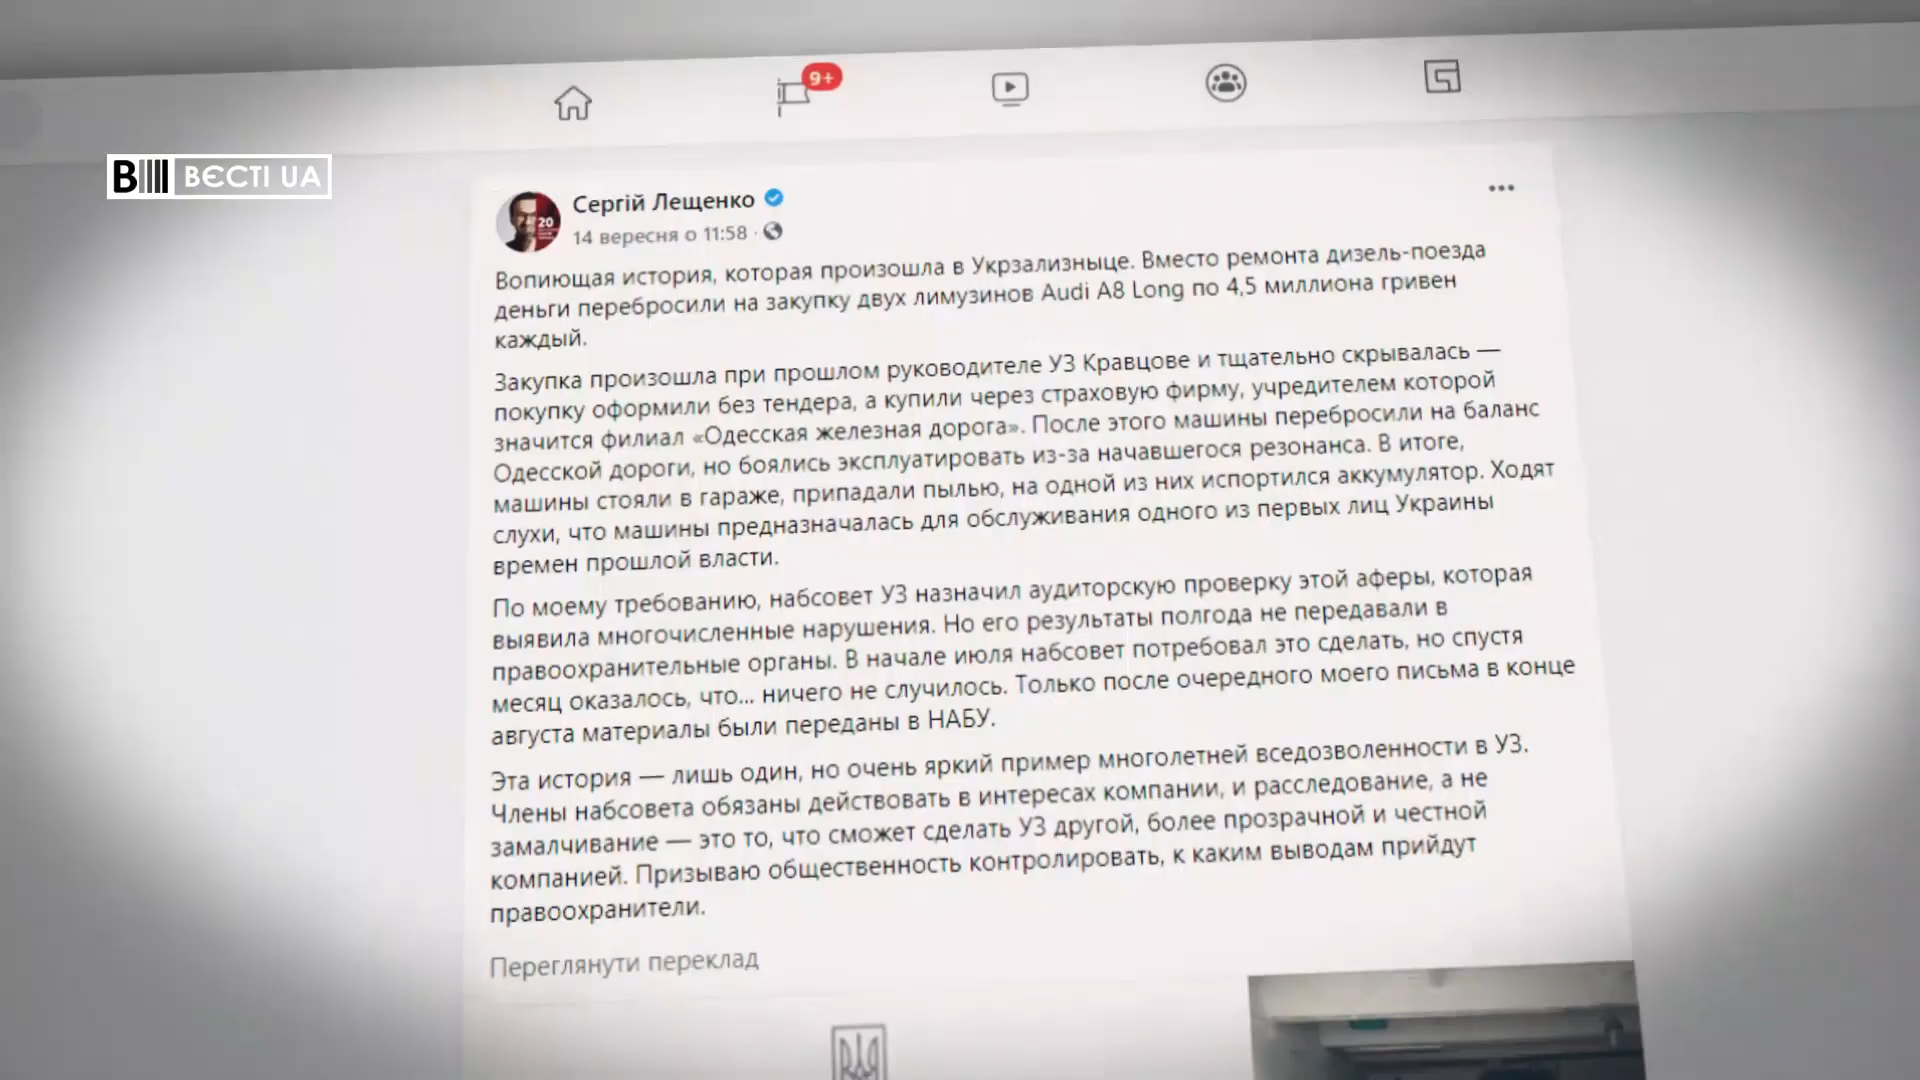 9+
В ВЄСТІ UA
Сергій Лещенко
20
14 вересня о 11:58 ·
Вопиющая история, которая произошла в Укрзализныце. Вместо ремонта дизель-поезда
деньги перебросили на закупку двух лимузинов Audi A8 Long по 4,5 миллиона гривен
каждый.
Закупка произошла при прошлом руководителе УЗ Кравцове и тщательно скрывалась —
покупку оформили без тендера, а купили через страховую фирму, учредителем которой
значится филиал «Одесская железная дорога». После этого машины перебросили на баланс
Одесской дороги, но боялись эксплуатировать из-за начавшегося резонанса. В итоге,
машины стояли в гараже, припадали пылью, на одной из них испортился аккумулятор. Ходят
слухи, что машины предназначалась для обслуживания одного из первых лиц Украины
времен прошлой власти.
По моему требованию, набсовет УЗ назначил аудиторскую проверку этой аферы, которая
выявила многочисленные нарушения. Но его результаты полгода не передавали в
правоохранительные органы. В начале июля набсовет потребовал это сделать, но спустя
месяц оказалось, что... ничего не случилось. Только после очередного моего письма в конце
августа материалы были переданы в НАБУ.
Эта история — лишь один, но очень яркий пример многолетней вседозволенности в УЗ.
Члены набсовета обязаны действовать в интересах компании, и расследование, а не
замалчивание — это то, что сможет сделать УЗ другой, более прозрачной и честной
компанией. Призываю общественность контролировать, к каким выводам прийдут
правоохранители.
Переглянути переклад